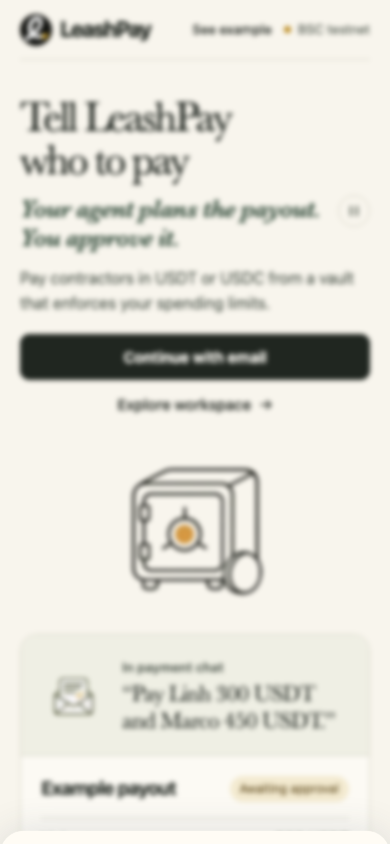 LeashPay
See example
BSC testnet
Tell LeashPay
who to pay
Your agent plans the payout.
You approve it.
Pay contractors in USDT or USDC from a vault
that enforces your spending limits.
Continue with email
Explore workspace →
In payment chat
“Pay Linh 300 USDT
and Marco 450 USDT.”
Example payout
Awaiting approval